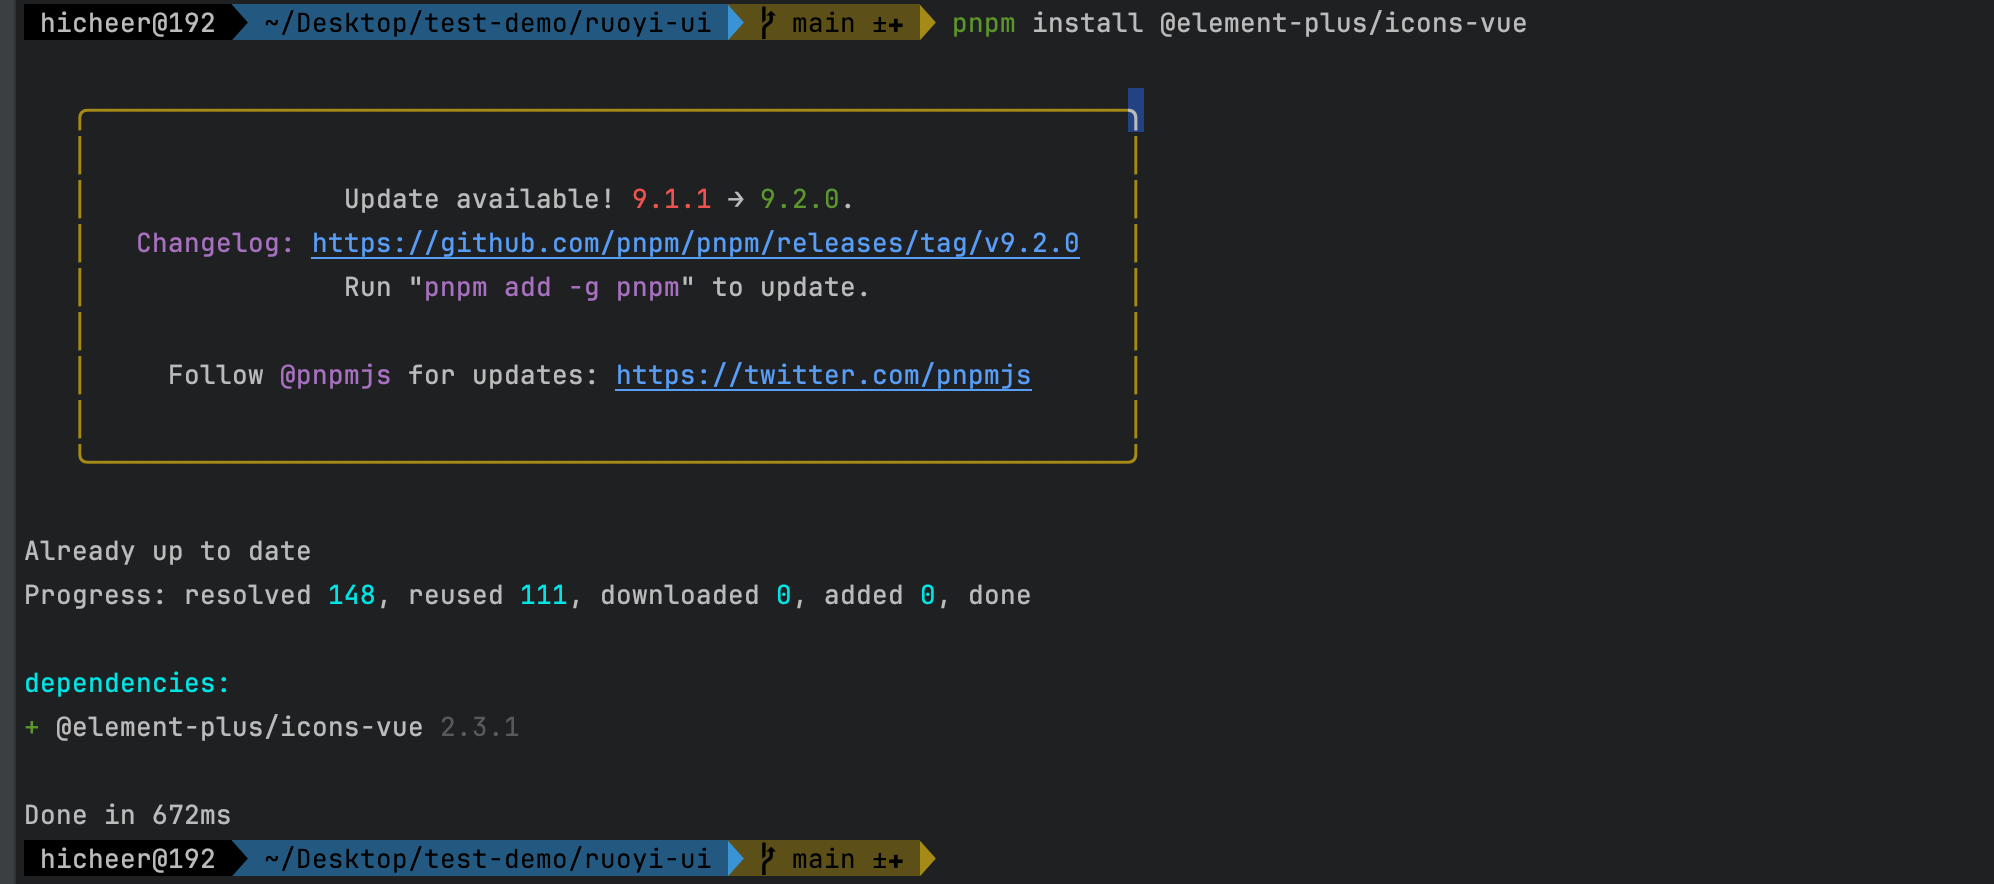 hicheer@192 ~/Desktop/test-demo/ruoyi-ui main ±✚ pnpm install @element-plus/icons-vue
Update available! 9.1.1 → 9.2.0.
Changelog: https://github.com/pnpm/pnpm/releases/tag/v9.2.0
Run "pnpm add -g pnpm" to update.
Follow @pnpmjs for updates: https://twitter.com/pnpmjs
Already up to date
Progress: resolved 148, reused 111, downloaded 0, added 0, done
dependencies:
+ @element-plus/icons-vue 2.3.1
Done in 672ms
hicheer@192 ~/Desktop/test-demo/ruoyi-ui main ±✚